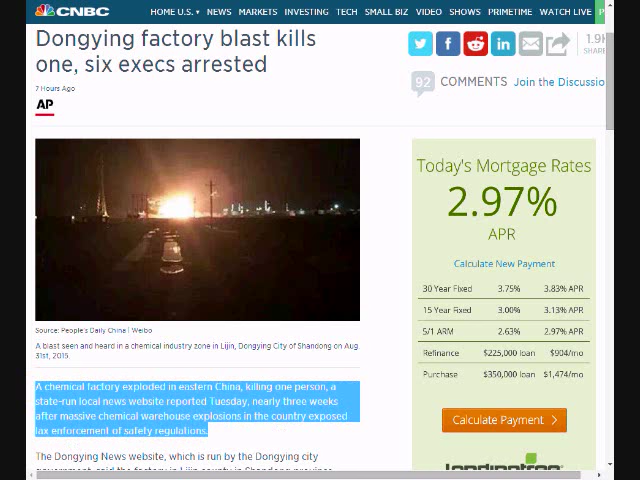 CNBC HOME U.S. NEWS MARKETS INVESTING TECH SMALL BIZ VIDEO SHOWS PRIMETIME WATCH LIVE P
Dongying factory blast kills
one, six execs arrested
7 Hours Ago
AP
1.9
SHARE
92 COMMENTS Join the Discussio
Source: People's Daily China | Weibo
A blast seen and heard in a chemical industry zone in Lijin, Dongying City of Shandong on Aug.
31st, 2015.
A chemical factory exploded in eastern China, killing one person, a
state-run local news website reported Tuesday, nearly three weeks
after massive chemical warehouse explosions in the country exposed
lax enforcement of safety regulations.
The Dongying News website, which is run by the Dongying city
Today's Mortgage Rates
2.97%
APR
Calculate New Payment
30 Year Fixed 3.75% 3.83% APR
15 Year Fixed 3.00% 3.13% APR
5/1 ARM 2.63% 2.97% APR
Refinance $225,000 loan $904/mo
Purchase $350,000 loan $1,474/mo
Calculate Payment
lendingtree